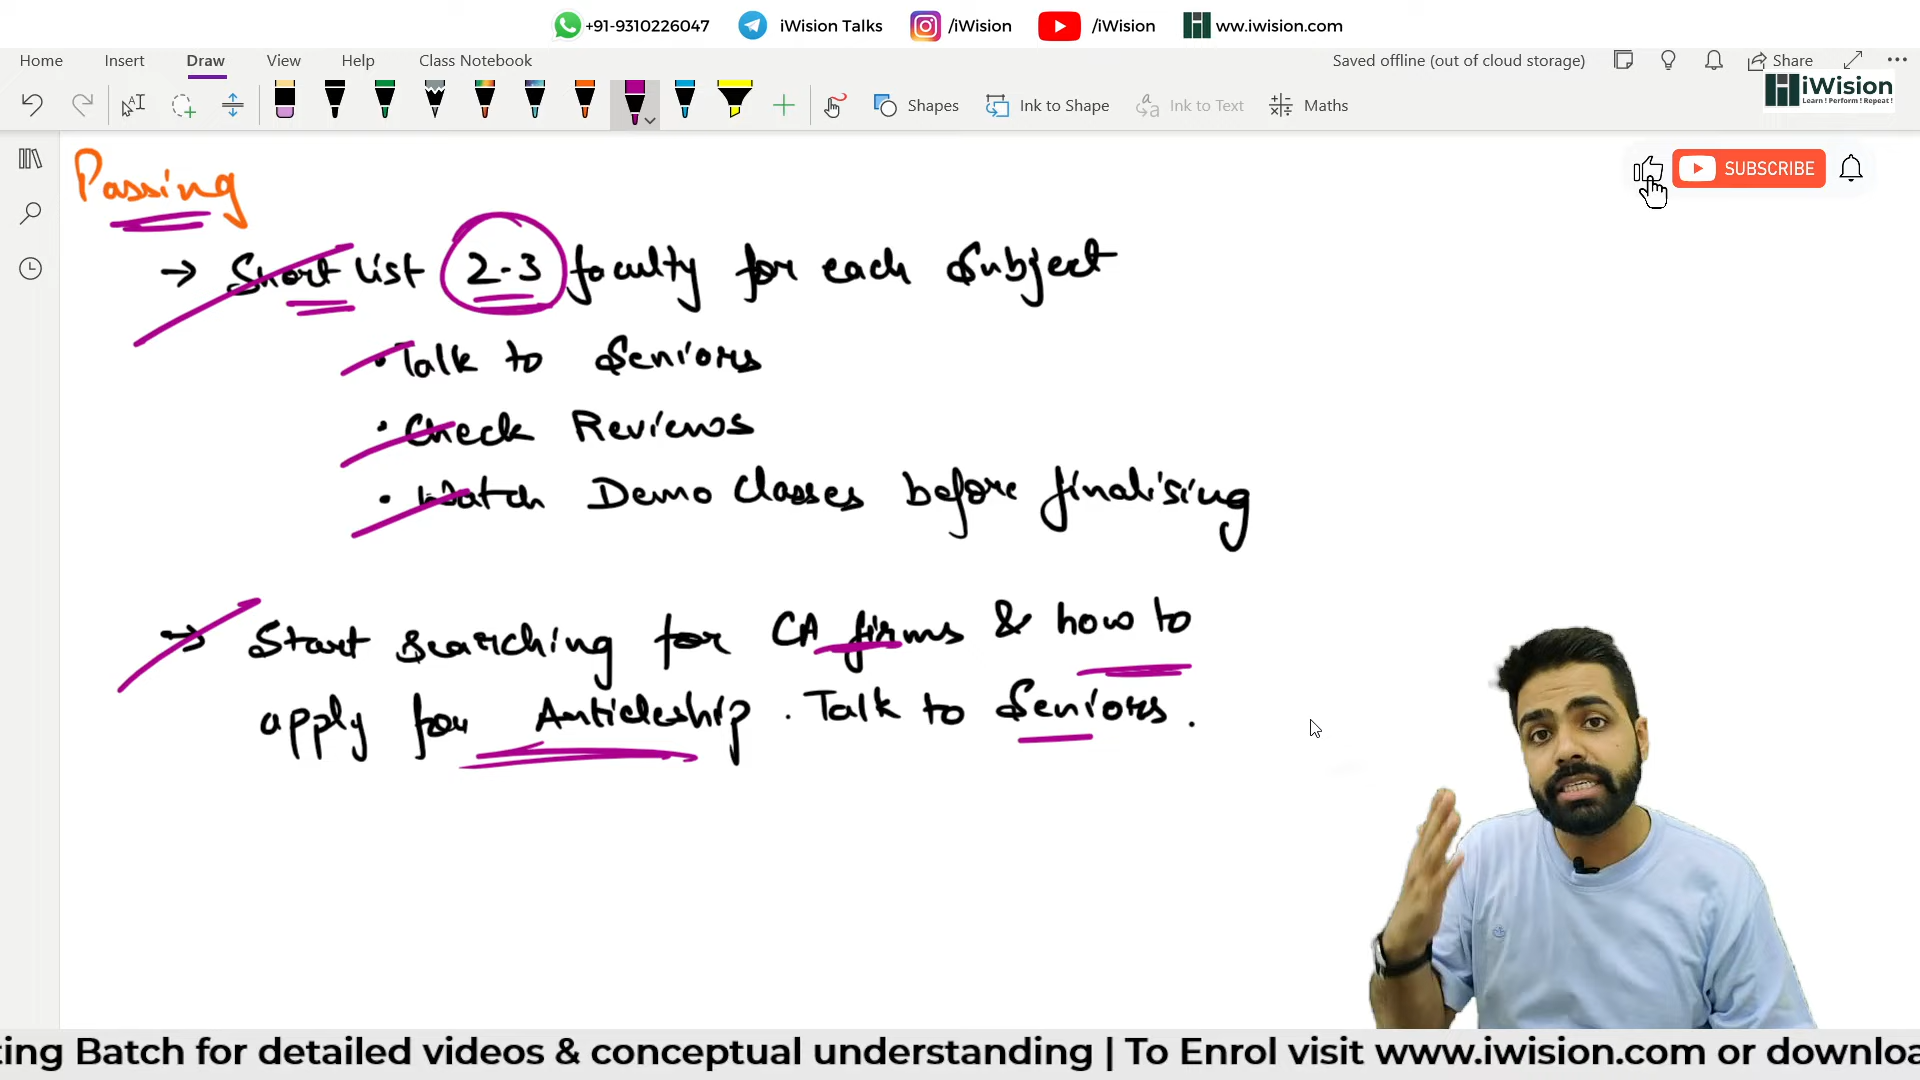 +91-9310226047 iWision Talks /iWision /iWision ww.iwision.com
Home Insert Draw View Help Class Notebook Saved offline (out of cloud storage) Share
Shapes Ink to Shape Ink to Text Maths
iWision
Learn ! Perform ! Repeat !
SUBSCRIBE
Passing
→ Short list 2-3 faculty for each Subject
• Talk to Seniors
• Check Reviews
• Watch Demo Classes before finalising
→ Start searching for CA firms & how to
apply for Articleship. Talk to Seniors.
ting Batch for detailed videos & conceptual understanding | To Enrol visit www.iwision.com or downloa